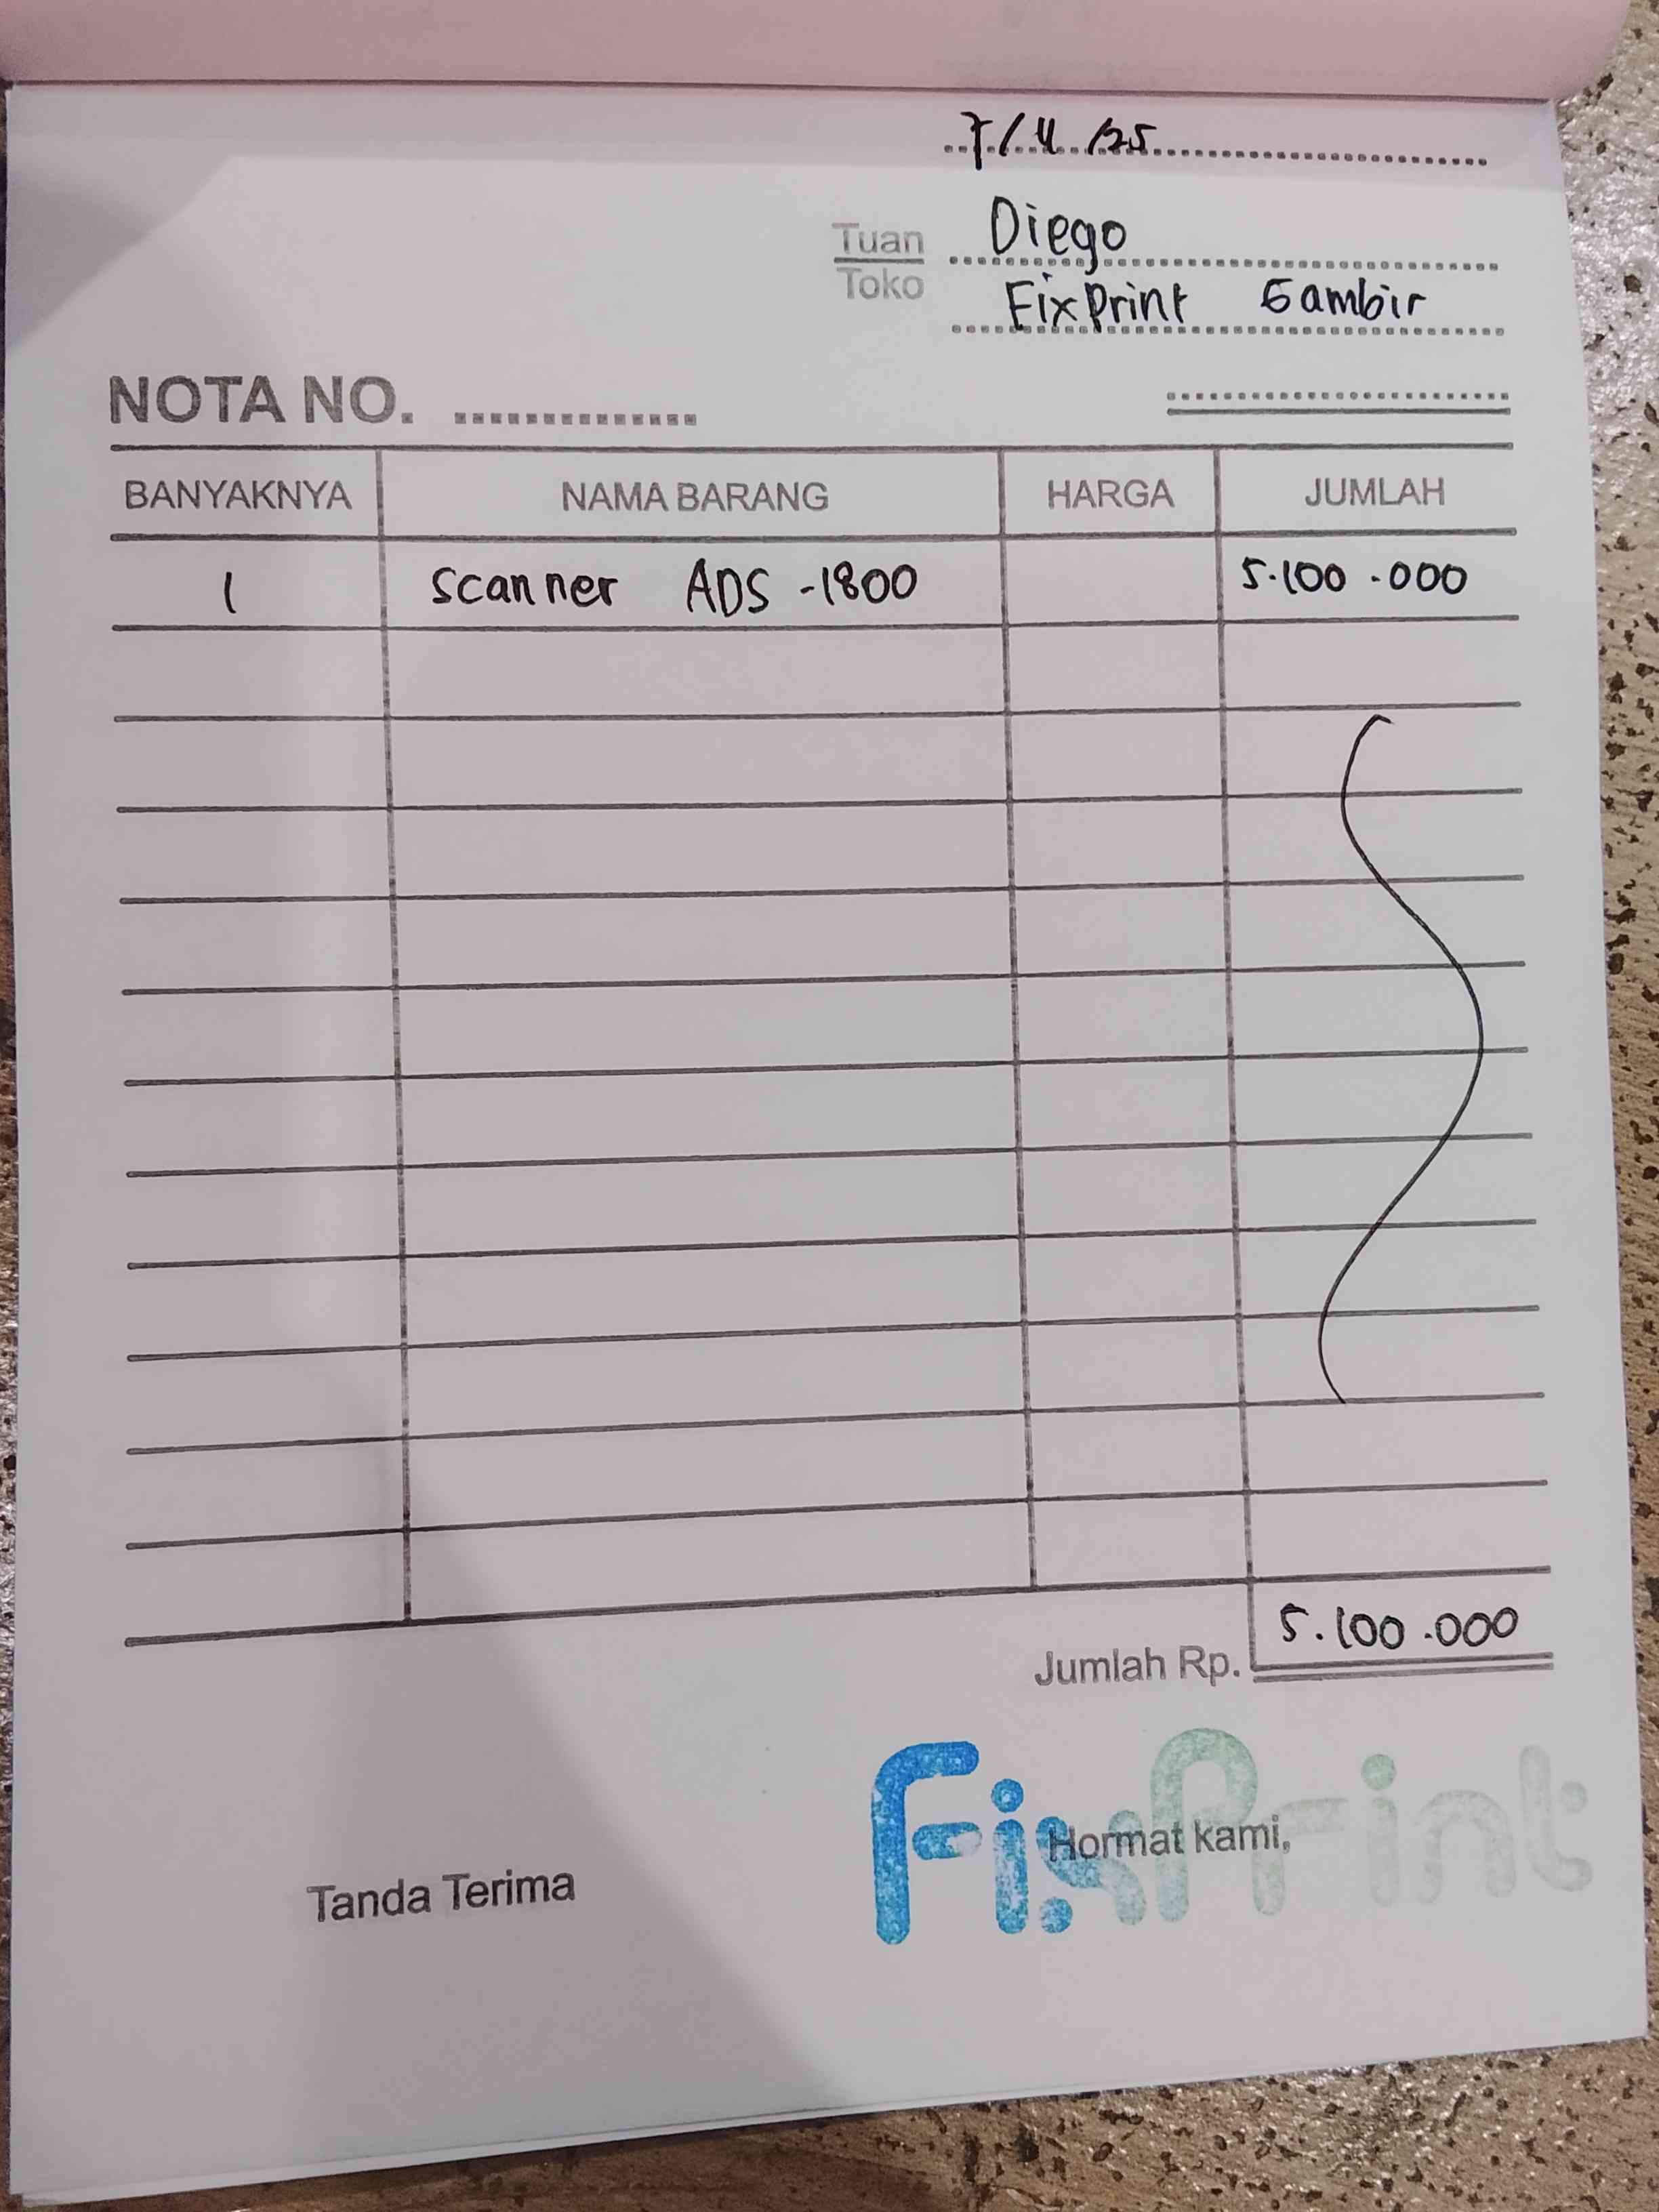 7/4/25
Tuan Diego
Toko FixPrint Gambir
NOTA NO.
BANYAKNYA NAMA BARANG HARGA JUMLAH
1 Scanner ADS -1800 5.100.000
Jumlah Rp. 5.100.000
FixPrint
Tanda Terima Hormat kami,